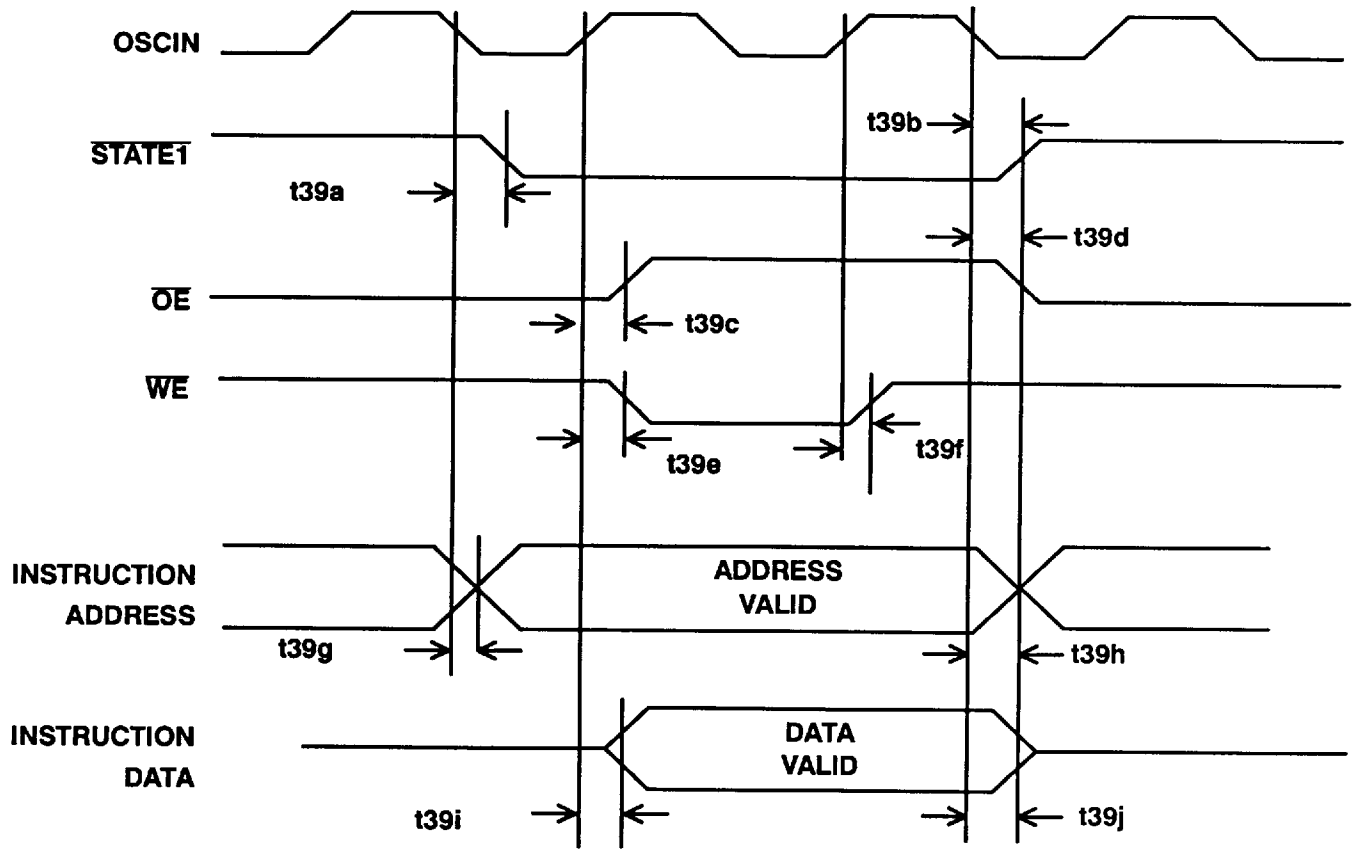 OSCIN
t39b
STATE1
t39a
t39d
OE
t39c
WE
t39e
t39f
INSTRUCTION
ADDRESS
ADDRESS
VALID
t39g
t39h
INSTRUCTION
DATA
DATA
VALID
t39i
t39j